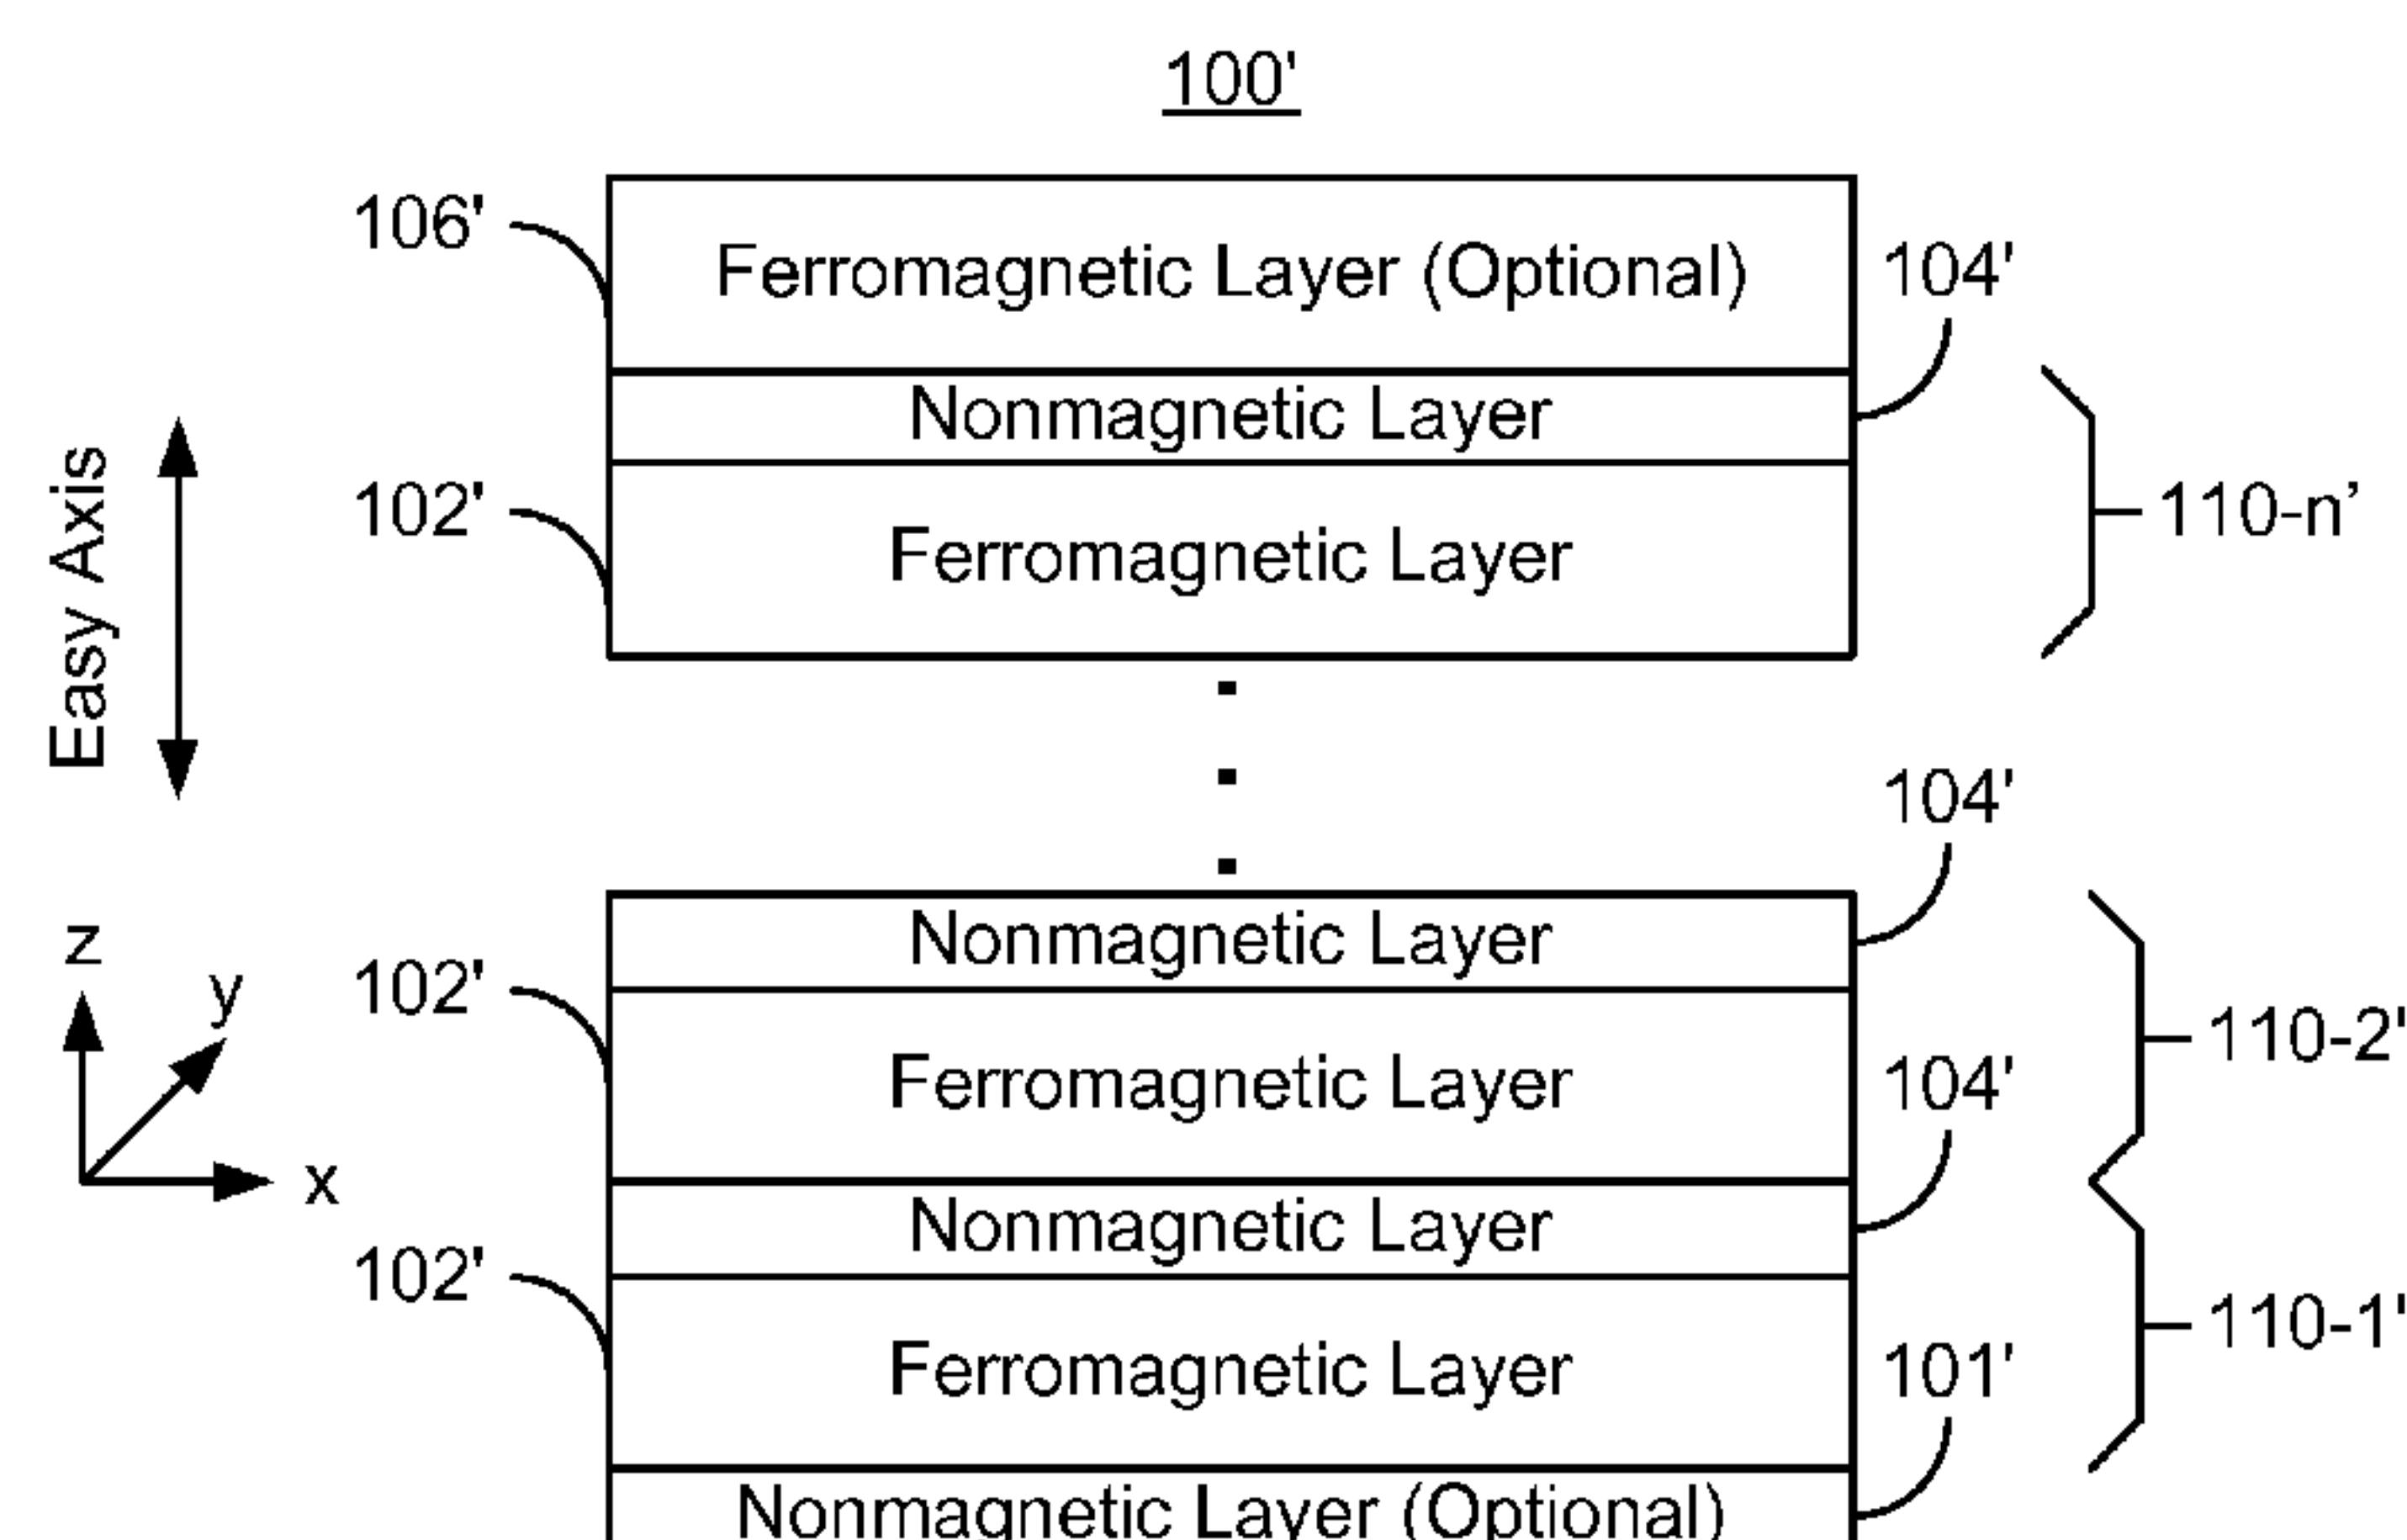 100'
106'
Ferromagnetic Layer (Optional)
104'
Nonmagnetic Layer
102'
Ferromagnetic Layer
110-n’
Easy Axis
104'
Nonmagnetic Layer
z
y
x
102'
Ferromagnetic Layer
110-2'
104'
Nonmagnetic Layer
102'
Ferromagnetic Layer
110-1'
101'
Nonmagnetic Layer (Optional)